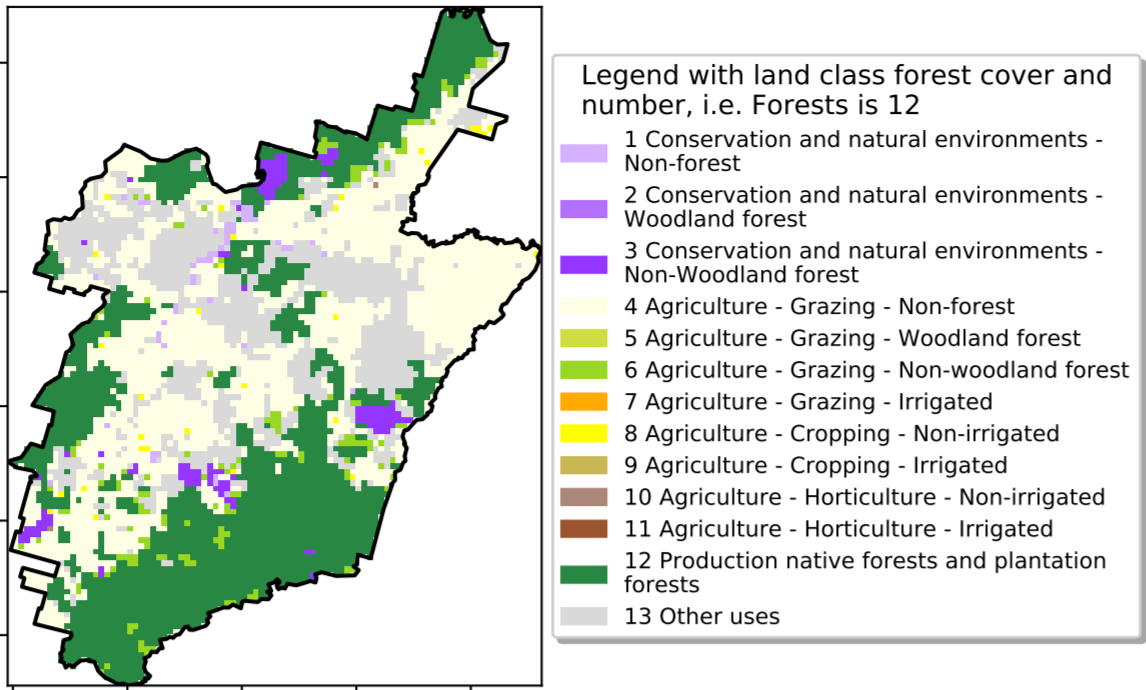 Legend with land class forest cover and
number, i.e. Forests is 12
1 Conservation and natural environments -
Non-forest
2 Conservation and natural environments -
Woodland forest
3 Conservation and natural environments -
Non-Woodland forest
4 Agriculture - Grazing - Non-forest
5 Agriculture - Grazing - Woodland forest
6 Agriculture - Grazing - Non-woodland forest
7 Agriculture - Grazing - Irrigated
8 Agriculture - Cropping - Non-irrigated
9 Agriculture - Cropping - Irrigated
10 Agriculture - Horticulture - Non-irrigated
11 Agriculture - Horticulture - Irrigated
12 Production native forests and plantation
forests
13 Other uses